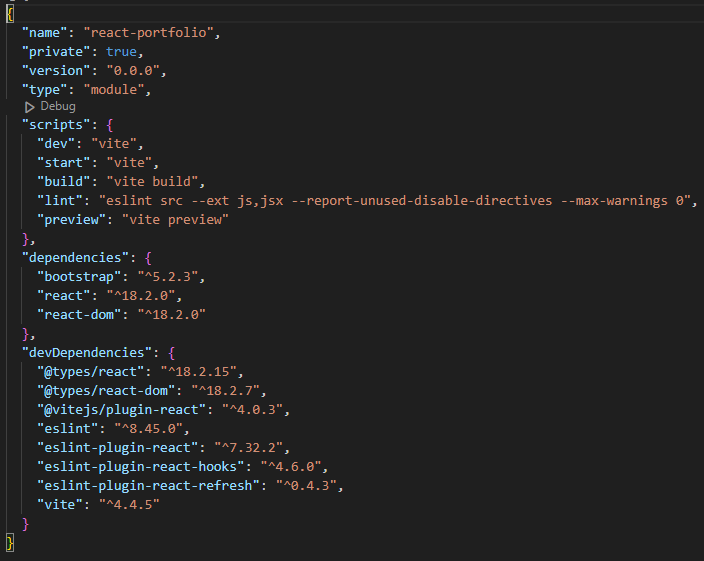 {
  "name": "react-portfolio",
  "private": true,
  "version": "0.0.0",
  "type": "module",
  Debug
  "scripts": {
    "dev": "vite",
    "start": "vite",
    "build": "vite build",
    "lint": "eslint src --ext js,jsx --report-unused-disable-directives --max-warnings 0",
    "preview": "vite preview"
  },
  "dependencies": {
    "bootstrap": "^5.2.3",
    "react": "^18.2.0",
    "react-dom": "^18.2.0"
  },
  "devDependencies": {
    "@types/react": "^18.2.15",
    "@types/react-dom": "^18.2.7",
    "@vitejs/plugin-react": "^4.0.3",
    "eslint": "^8.45.0",
    "eslint-plugin-react": "^7.32.2",
    "eslint-plugin-react-hooks": "^4.6.0",
    "eslint-plugin-react-refresh": "^0.4.3",
    "vite": "^4.4.5"
  }
}